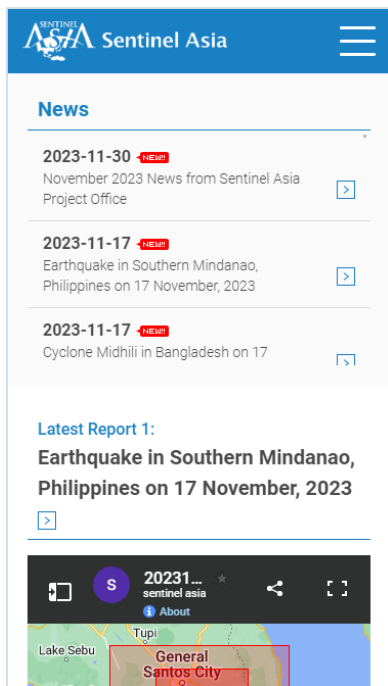 SENTINEL
ASIA
Sentinel Asia
News
2023-11-30 NEW!!
November 2023 News from Sentinel Asia
Project Office
2023-11-17 NEW!!
Earthquake in Southern Mindanao,
Philippines on 17 November, 2023
2023-11-17 NEW!!
Cyclone Midhili in Bangladesh on 17
Latest Report 1:
Earthquake in Southern Mindanao,
Philippines on 17 November, 2023
S
20231...
sentinel asia
About
Tupi
Lake Sebu
General
Santos City